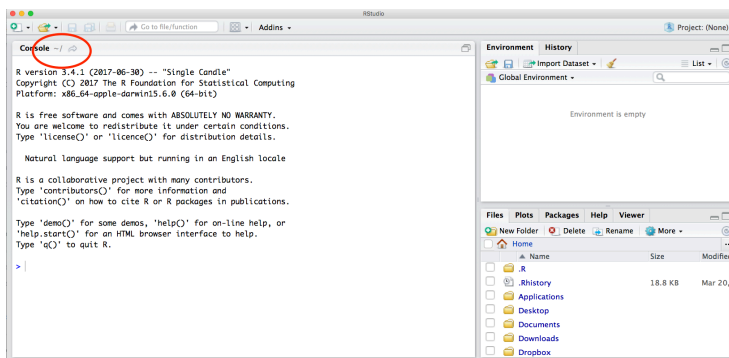 RStudio
Go to file/function
Addins
Project: (None)
Console ~/
R version 3.4.1 (2017-06-30) -- "Single Candle"
Copyright (C) 2017 The R Foundation for Statistical Computing
Platform: x86_64-apple-darwin15.6.0 (64-bit)
R is free software and comes with ABSOLUTELY NO WARRANTY.
You are welcome to redistribute it under certain conditions.
Type 'license()' or 'licence()' for distribution details.
Natural language support but running in an English locale
R is a collaborative project with many contributors.
Type 'contributors()' for more information and
'citation()' on how to cite R or R packages in publications.
Type 'demo()' for some demos, 'help()' for on-line help, or
'help.start()' for an HTML browser interface to help.
Type 'q()' to quit R.
>
Environment History
Import Dataset List
Global Environment
Environment is empty
Files Plots Packages Help Viewer
New Folder Delete Rename More
Home ..
Name Size Modified
.R
.Rhistory 18.8 KB Mar 20,
Applications
Desktop
Documents
Downloads
Dropbox